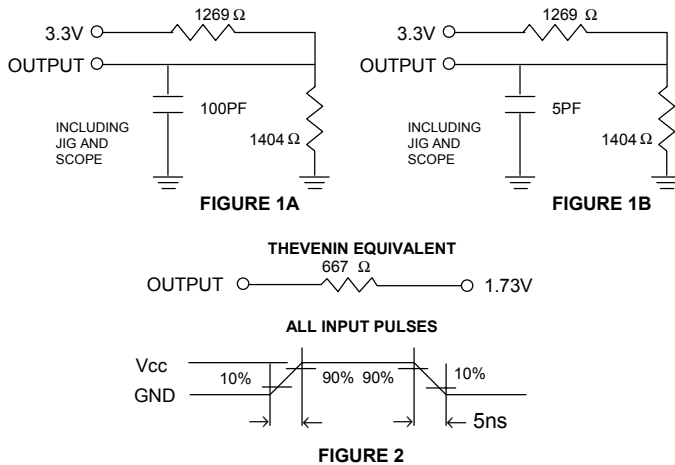 1269 Ω
3.3V
OUTPUT
100PF
INCLUDING
JIG AND
SCOPE
1404 Ω
FIGURE 1A
1269 Ω
3.3V
OUTPUT
5PF
INCLUDING
JIG AND
SCOPE
1404 Ω
FIGURE 1B
THEVENIN EQUIVALENT
667 Ω
OUTPUT 1.73V
ALL INPUT PULSES
Vcc
GND
10% 90% 90% 10%
5ns
FIGURE 2